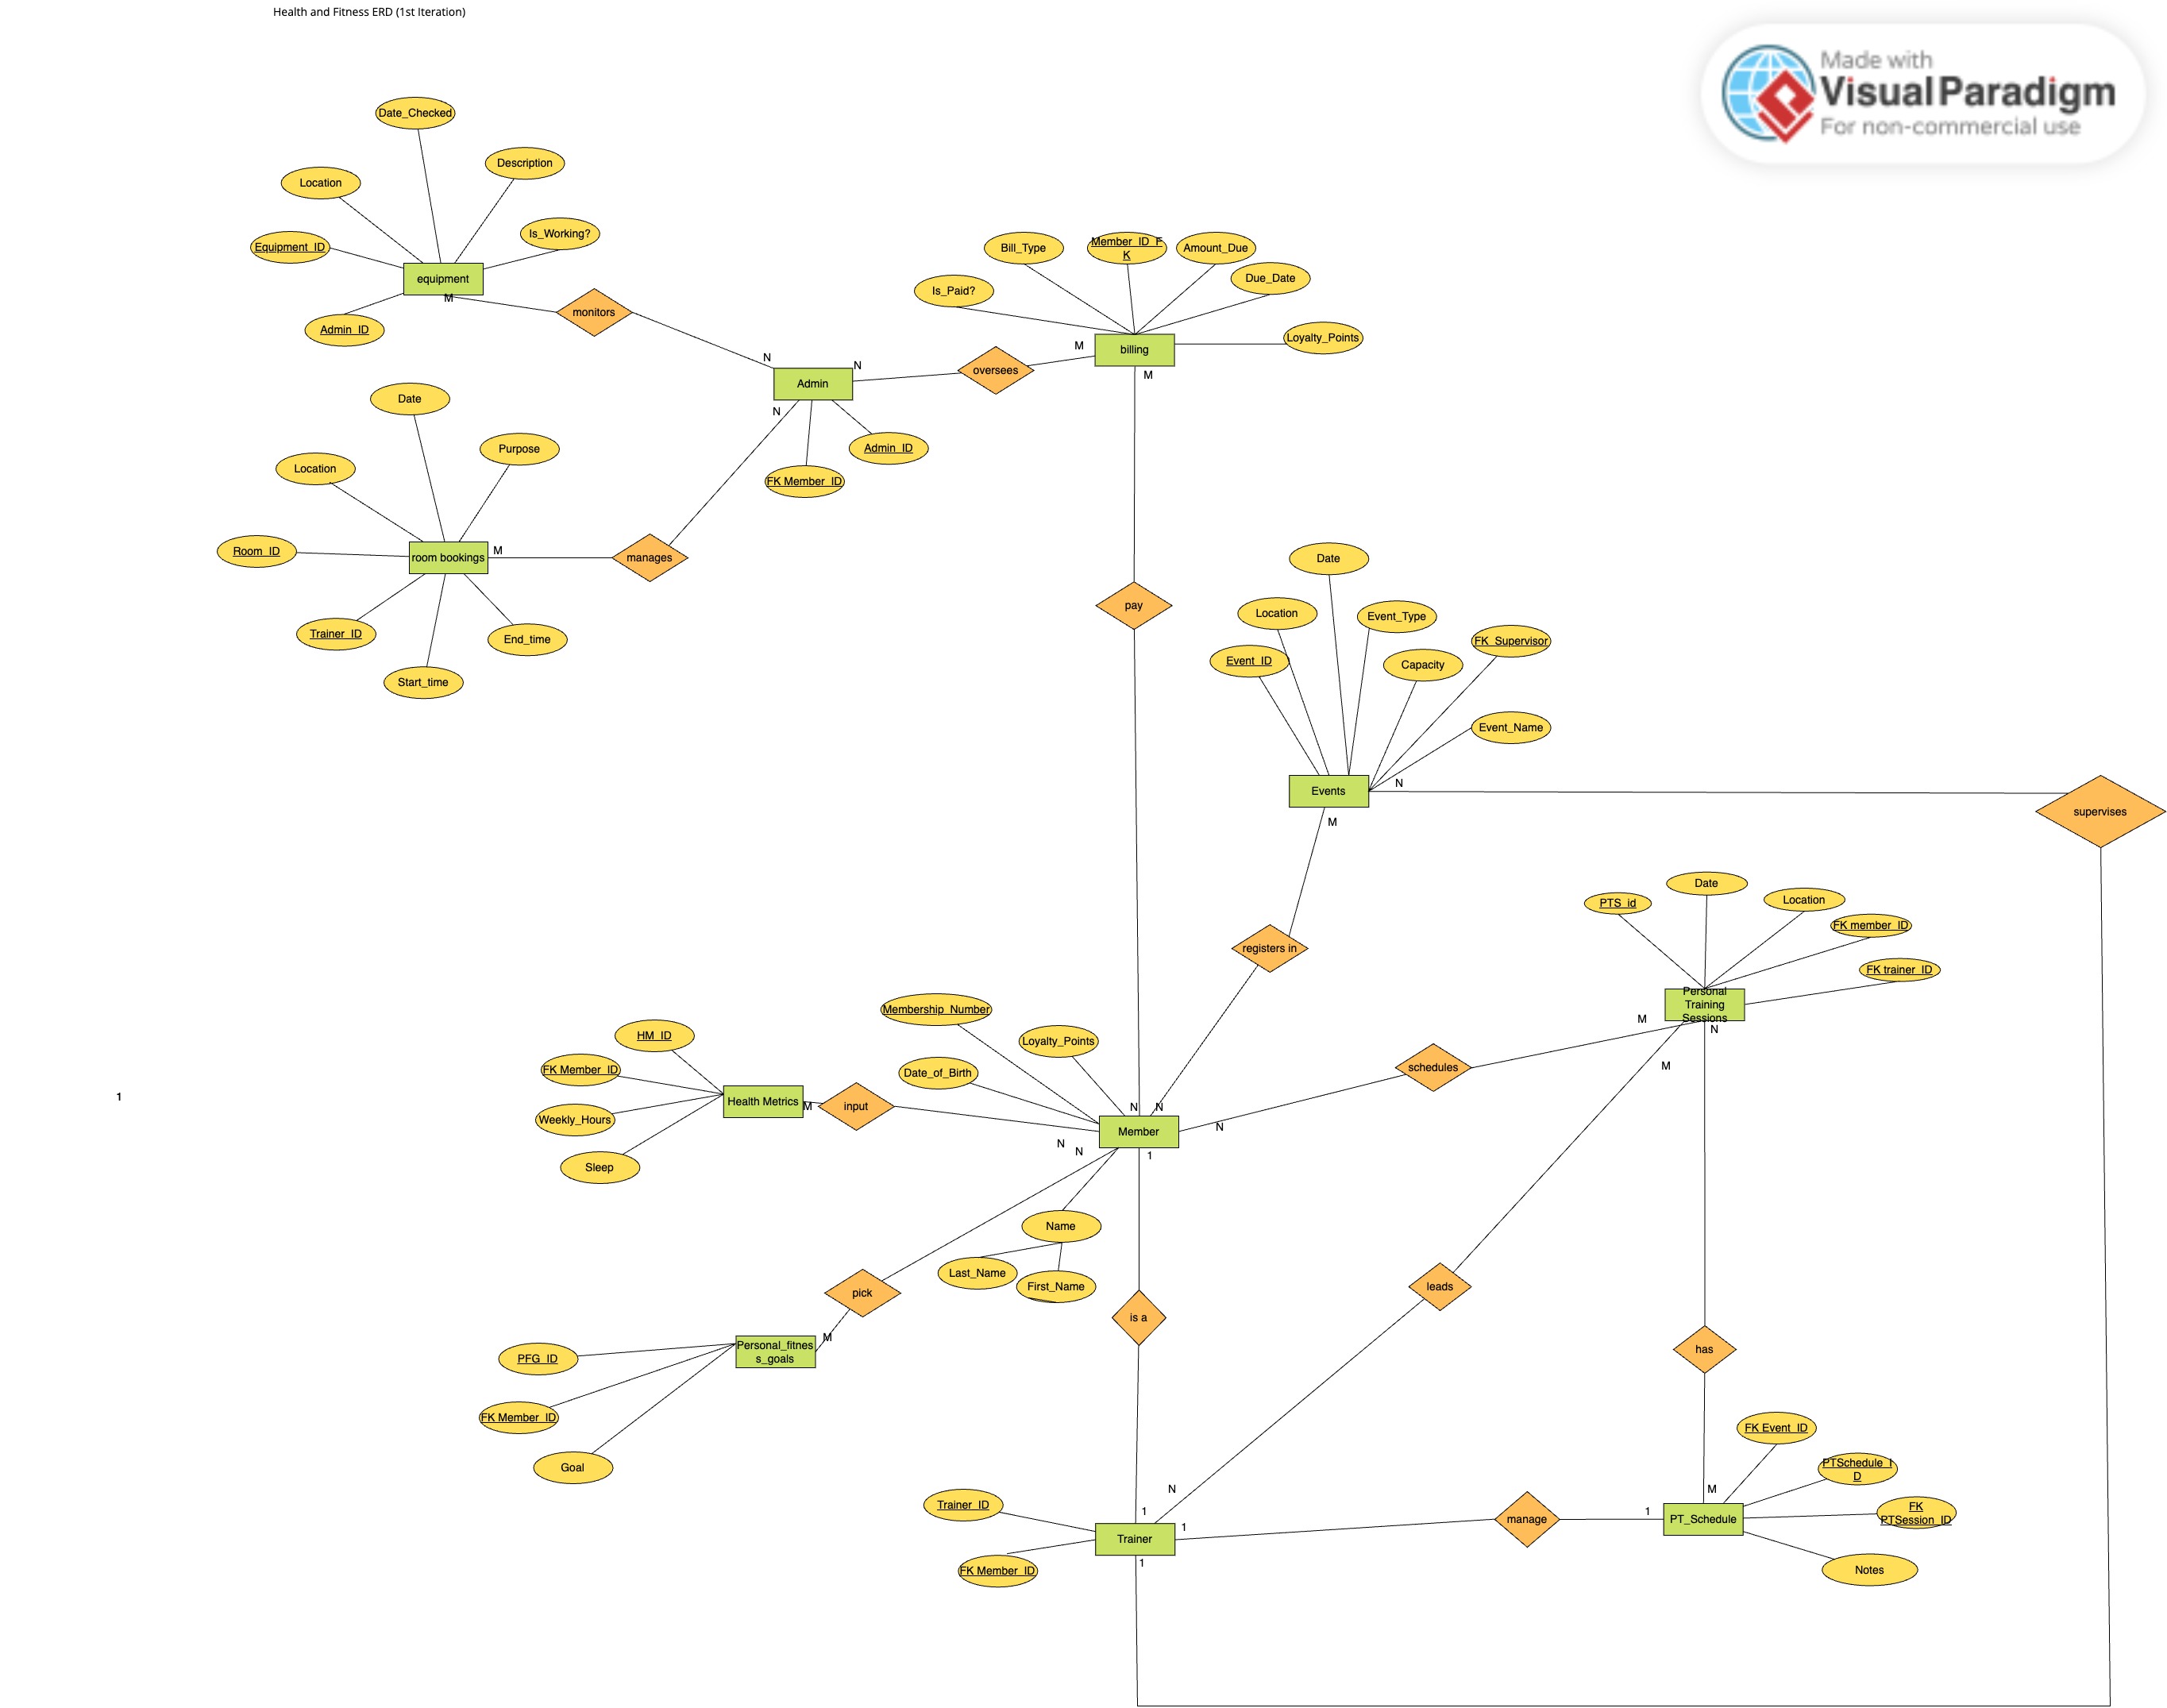 Health and Fitness ERD (1st Iteration)
Made with
Visual Paradigm
For non-commercial use
Date_Checked
Description
Location
Is_Working?
Equipment_ID
equipment
M
Admin_ID
monitors
N
Admin
N
N
FK Member_ID
Admin_ID
oversees
M
Bill_Type
Member_ID_F
K
Amount_Due
Due_Date
Is_Paid?
Loyalty_Points
billing
M
Date
Purpose
Location
Room_ID
room bookings
M
manages
Trainer_ID
End_time
Start_time
pay
Date
Location
Event_Type
FK_Supervisor
Event_ID
Capacity
Event_Name
Events
N
M
supervises
registers in
PTS_id
Date
Location
FK member_ID
FK trainer_ID
Personal
Training
Sessions
M
N
M
schedules
Membership_Number
Loyalty_Points
Date_of_Birth
HM_ID
FK Member_ID
Weekly_Hours
Sleep
Health Metrics
M
input
1
N
N
Member
N
N
N
1
Name
Last_Name
First_Name
pick
M
Personal_fitnes
s_goals
PFG_ID
FK Member_ID
Goal
is a
leads
has
FK Event_ID
PTSchedule_I
D
FK
PTSession_ID
Notes
M
1
PT_Schedule
manage
N
1
1
Trainer_ID
Trainer
1
FK Member_ID